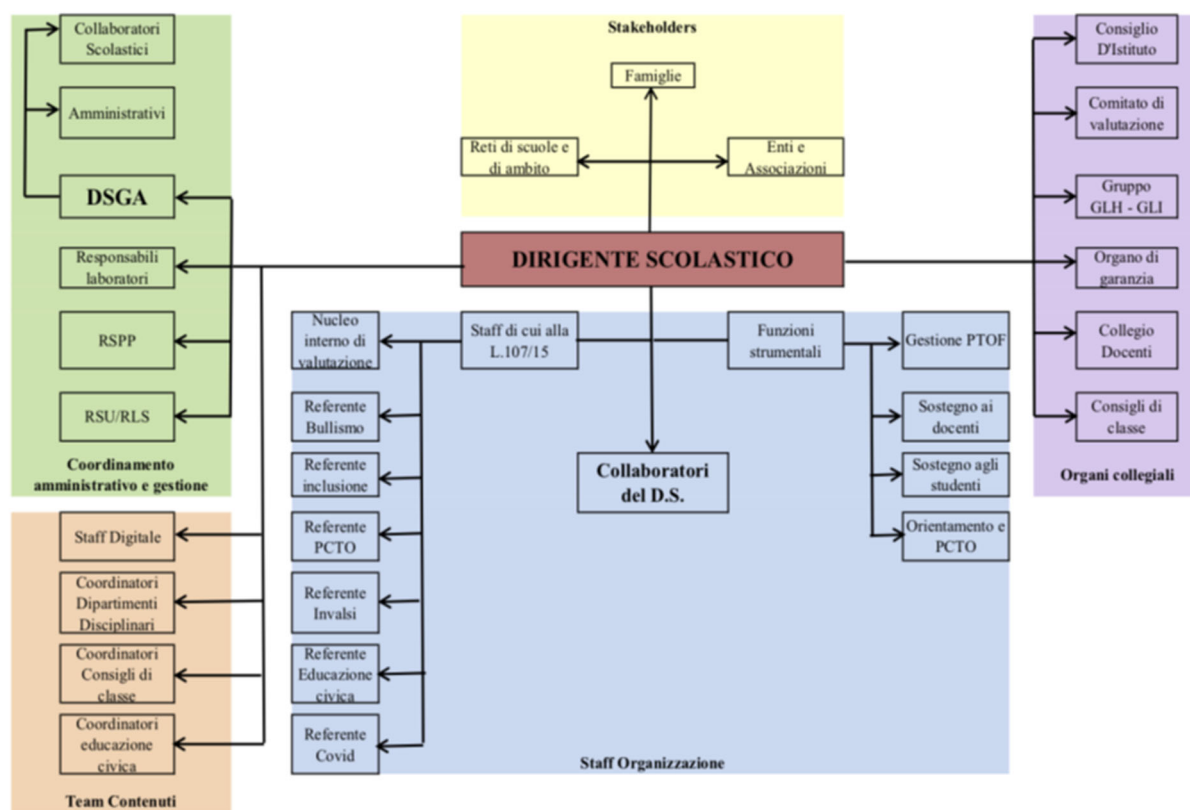 Collaboratori
Scolastici
Amministrativi
DSGA
Responsabili
laboratori
RSPP
RSU/RLS
Coordinamento
amministrativo e gestione
Staff Digitale
Coordinatori
Dipartimenti
Disciplinari
Coordinatori
Consigli di
classe
Coordinatori
educazione
civica
Team Contenuti
Stakeholders
Famiglie
Reti di scuole e
di ambito
Enti e
Associazioni
DIRIGENTE SCOLASTICO
Nucleo
interno di
valutazione
Staff di cui alla
L.107/15
Funzioni
strumentali
Gestione PTOF
Referente
Bullismo
Referente
inclusione
Referente
PCTO
Referente
Invalsi
Referente
Educazione
civica
Referente
Covid
Collaboratori
del D.S.
Sostegno ai
docenti
Sostegno agli
studenti
Orientamento e
PCTO
Staff Organizzazione
Consiglio
D'Istituto
Comitato di
valutazione
Gruppo
GLH - GLI
Organo di
garanzia
Collegio
Docenti
Consigli di
classe
Organi collegiali